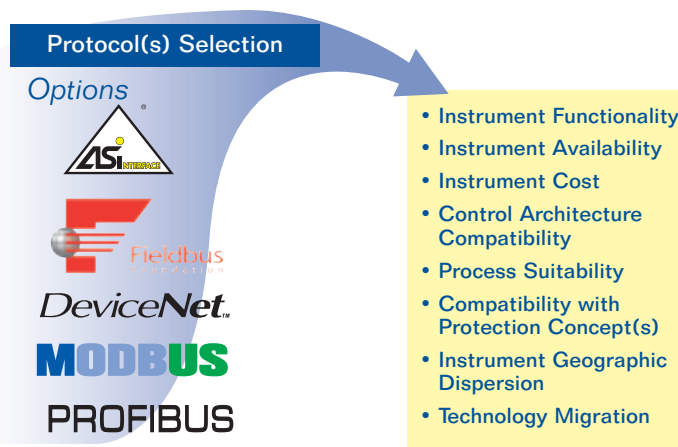 Protocol(s) Selection
Options
®
ASi INTERFACE
Fieldbus
Foundation
DeviceNet™
MODBUS
PROFIBUS
• Instrument Functionality
• Instrument Availability
• Instrument Cost
• Control Architecture
Compatibility
• Process Suitability
• Compatibility with
Protection Concept(s)
• Instrument Geographic
Dispersion
• Technology Migration